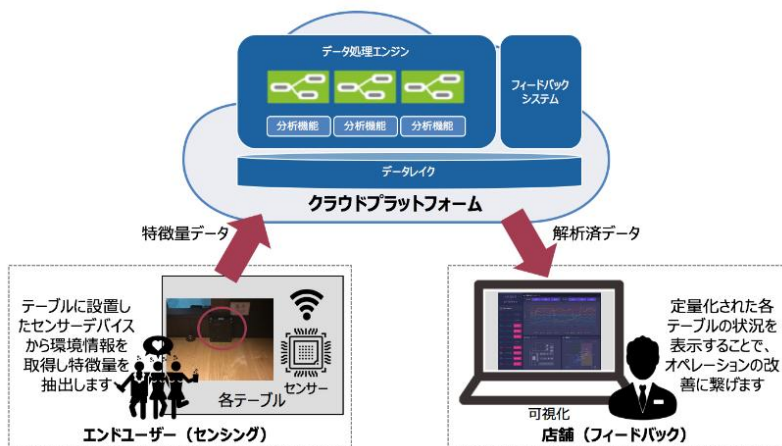 データ処理エンジン
分析機能
分析機能
分析機能
フィードバック
システム
データレイク
クラウドプラットフォーム
特徴量データ
解析済データ
テーブルに設置し
たセンサーデバイス
から環境情報を
取得し特徴量を
抽出します
センサー
各テーブル
エンドユーザー（センシング）
定量化された各
テーブルの状況を
表示することで、
オペレーションの改
善に繋げます
可視化
店舗（フィードバック）